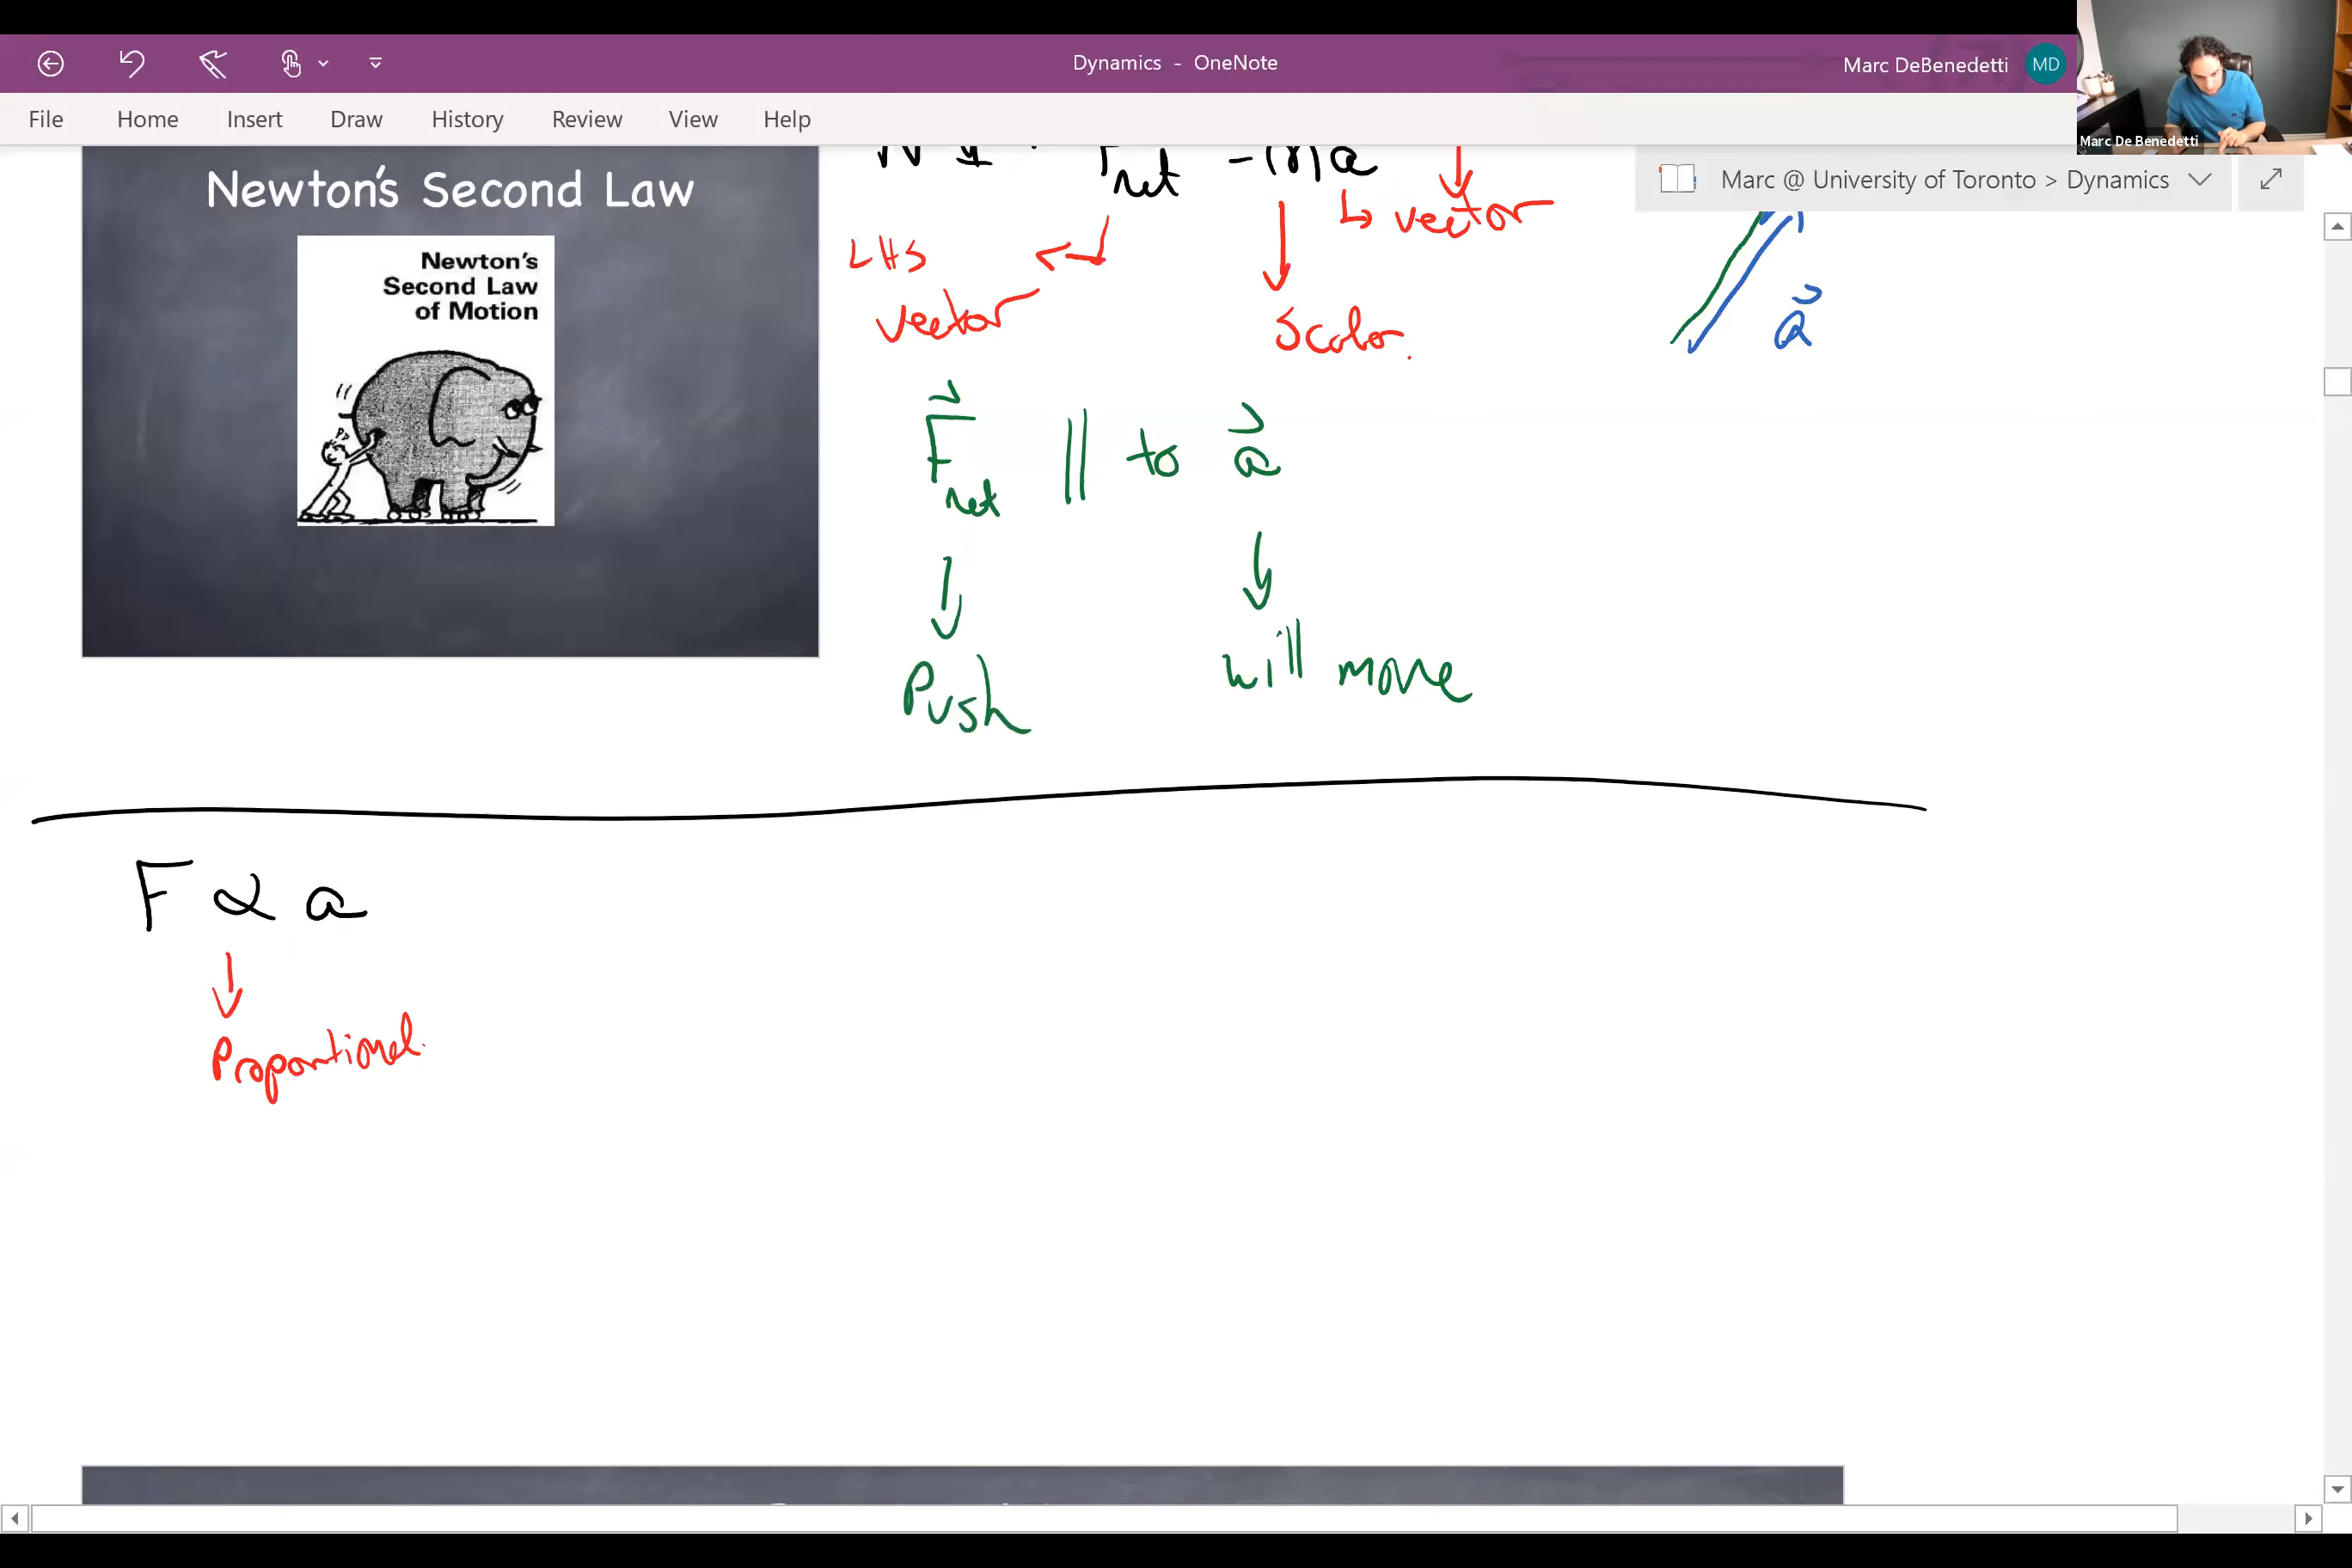 Dynamics - OneNote
Marc DeBenedetti MD
File Home Insert Draw History Review View Help
Marc De Benedetti
Marc @ University of Toronto > Dynamics
Newton's Second Law
Newton's
Second Law
of Motion
F net = m a
LHS
vector
↳ vector
Scalar.
a
F net || to a
Push
will move
F ∝ a
Proportional.